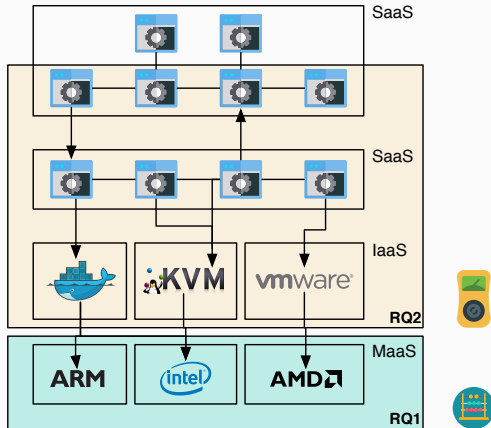 SaaS
SaaS
IaaS
KVM
vmware®
RQ2
MaaS
ARM
intel
AMD
RQ1